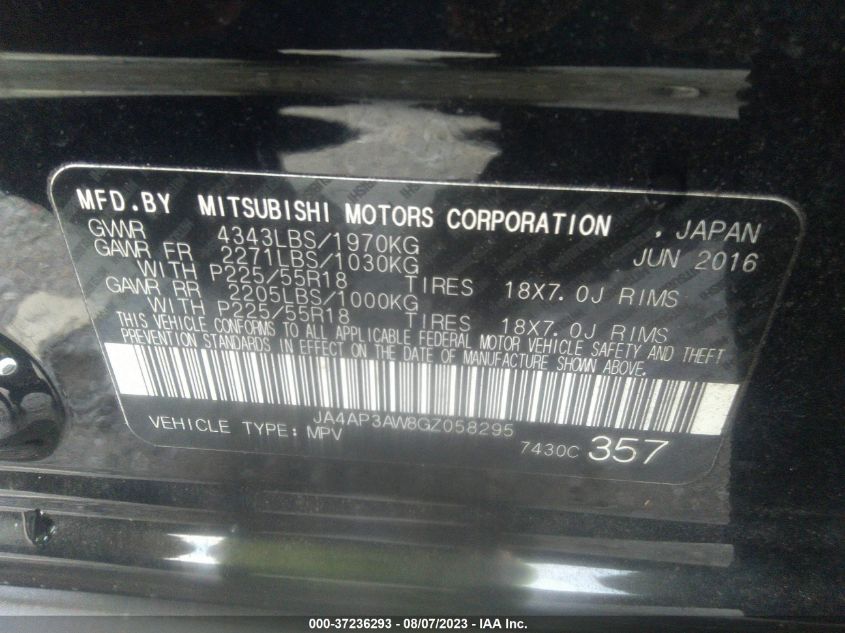 MFD.BY MITSUBISHI MOTORS CORPORATION . JAPAN
GVWR 4343LBS/1970KG JUN 2016
GAWR FR 2271LBS/1030KG
WITH P225/55R18 TIRES 18X7.0J RIMS
GAWR RR 2205LBS/1000KG
WITH P225/55R18 TIRES 18X7.0J RIMS
THIS VEHICLE CONFORMS TO ALL APPLICABLE FEDERAL MOTOR VEHICLE SAFETY AND THEFT
PREVENTION STANDARDS IN EFFECT ON THE DATE OF MANUFACTURE SHOWN ABOVE.
JA4AP3AW8GZ058295
VEHICLE TYPE: MPV 7430C 357
000-37236293 - 08/07/2023 - IAA Inc.